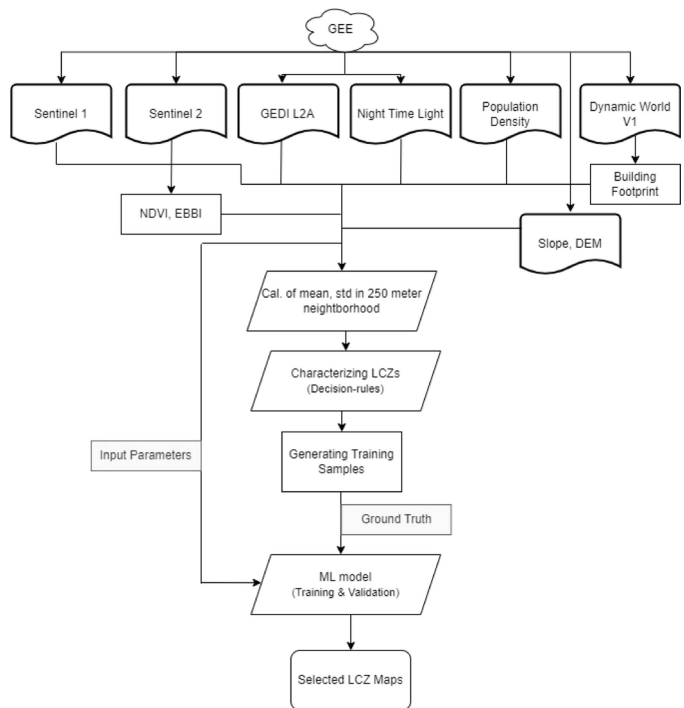 GEE
Sentinel 1
Sentinel 2
GEDI L2A
Night Time Light
Population
Density
Dynamic World
V1
Building
Footprint
NDVI, EBBI
Slope, DEM
Cal. of mean, std in 250 meter
neightborhood
Characterizing LCZs
(Decision-rules)
Input Parameters
Generating Training
Samples
Ground Truth
ML model
(Training & Validation)
Selected LCZ Maps